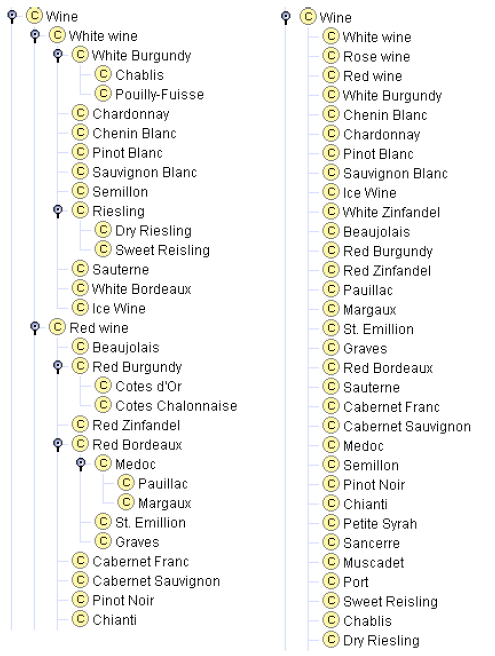 Wine
White wine
White Burgundy
Chablis
Pouilly-Fuisse
Chardonnay
Chenin Blanc
Pinot Blanc
Sauvignon Blanc
Semillon
Riesling
Dry Riesling
Sweet Reisling
Sauterne
White Bordeaux
Ice Wine
Red wine
Beaujolais
Red Burgundy
Cotes d'Or
Cotes Chalonnaise
Red Zinfandel
Red Bordeaux
Medoc
Pauillac
Margaux
St. Emillion
Graves
Cabernet Franc
Cabernet Sauvignon
Pinot Noir
Chianti
Wine
White wine
Rose wine
Red wine
White Burgundy
Chenin Blanc
Chardonnay
Pinot Blanc
Sauvignon Blanc
Ice Wine
White Zinfandel
Beaujolais
Red Burgundy
Red Zinfandel
Pauillac
Margaux
St. Emillion
Graves
Red Bordeaux
Sauterne
Cabernet Franc
Cabernet Sauvignon
Medoc
Semillon
Pinot Noir
Chianti
Petite Syrah
Sancerre
Muscadet
Port
Sweet Reisling
Chablis
Dry Riesling